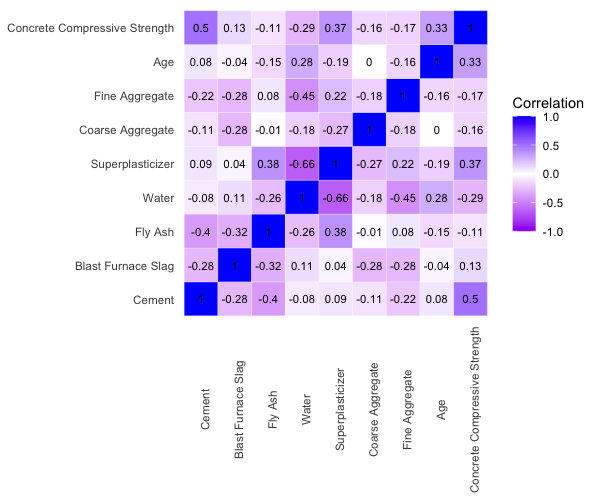 Concrete Compressive Strength 0.5 0.13 -0.11 -0.29 0.37 -0.16 -0.17 0.33 1
Age 0.08 -0.04 -0.15 0.28 -0.19 0 -0.16 1 0.33
Fine Aggregate -0.22 -0.28 0.08 -0.45 0.22 -0.18 1 -0.16 -0.17
Coarse Aggregate -0.11 -0.28 -0.01 -0.18 -0.27 1 -0.18 0 -0.16
Superplasticizer 0.09 0.04 0.38 -0.66 1 -0.27 0.22 -0.19 0.37
Water -0.08 0.11 -0.26 1 -0.66 -0.18 -0.45 0.28 -0.29
Fly Ash -0.4 -0.32 1 -0.26 0.38 -0.01 0.08 -0.15 -0.11
Blast Furnace Slag -0.28 1 -0.32 0.11 0.04 -0.28 -0.28 -0.04 0.13
Cement 1 -0.28 -0.4 -0.08 0.09 -0.11 -0.22 0.08 0.5
Cement
Blast Furnace Slag
Fly Ash
Water
Superplasticizer
Coarse Aggregate
Fine Aggregate
Age
Concrete Compressive Strength
Correlation
1.0
0.5
0.0
-0.5
-1.0